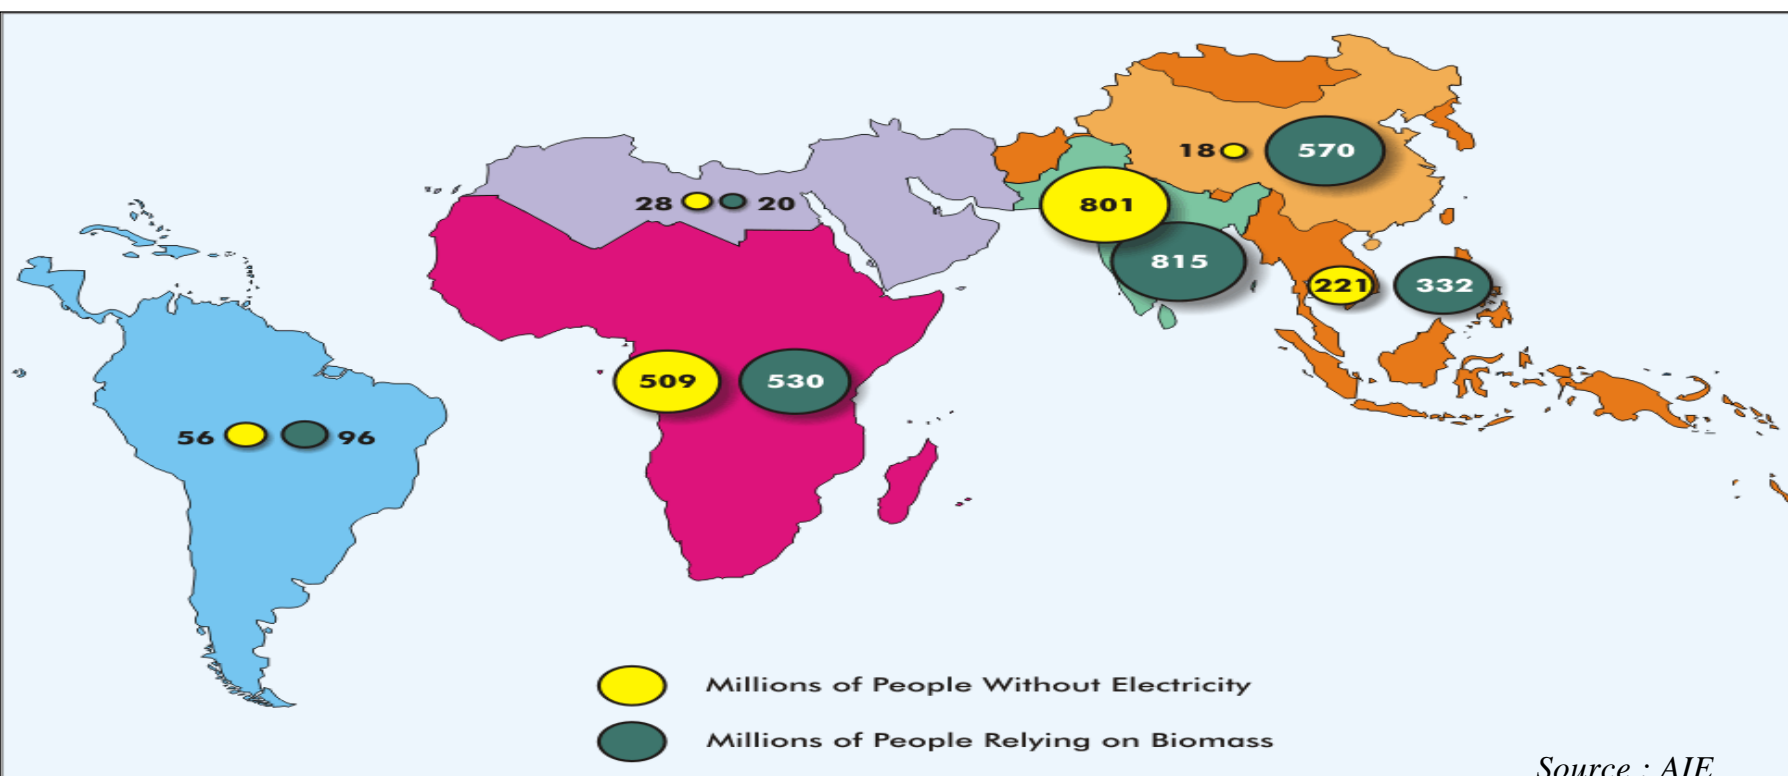 18 570
28 20
801
815
221 332
509 530
56 96
Millions of People Without Electricity
Millions of People Relying on Biomass
Source : AIE